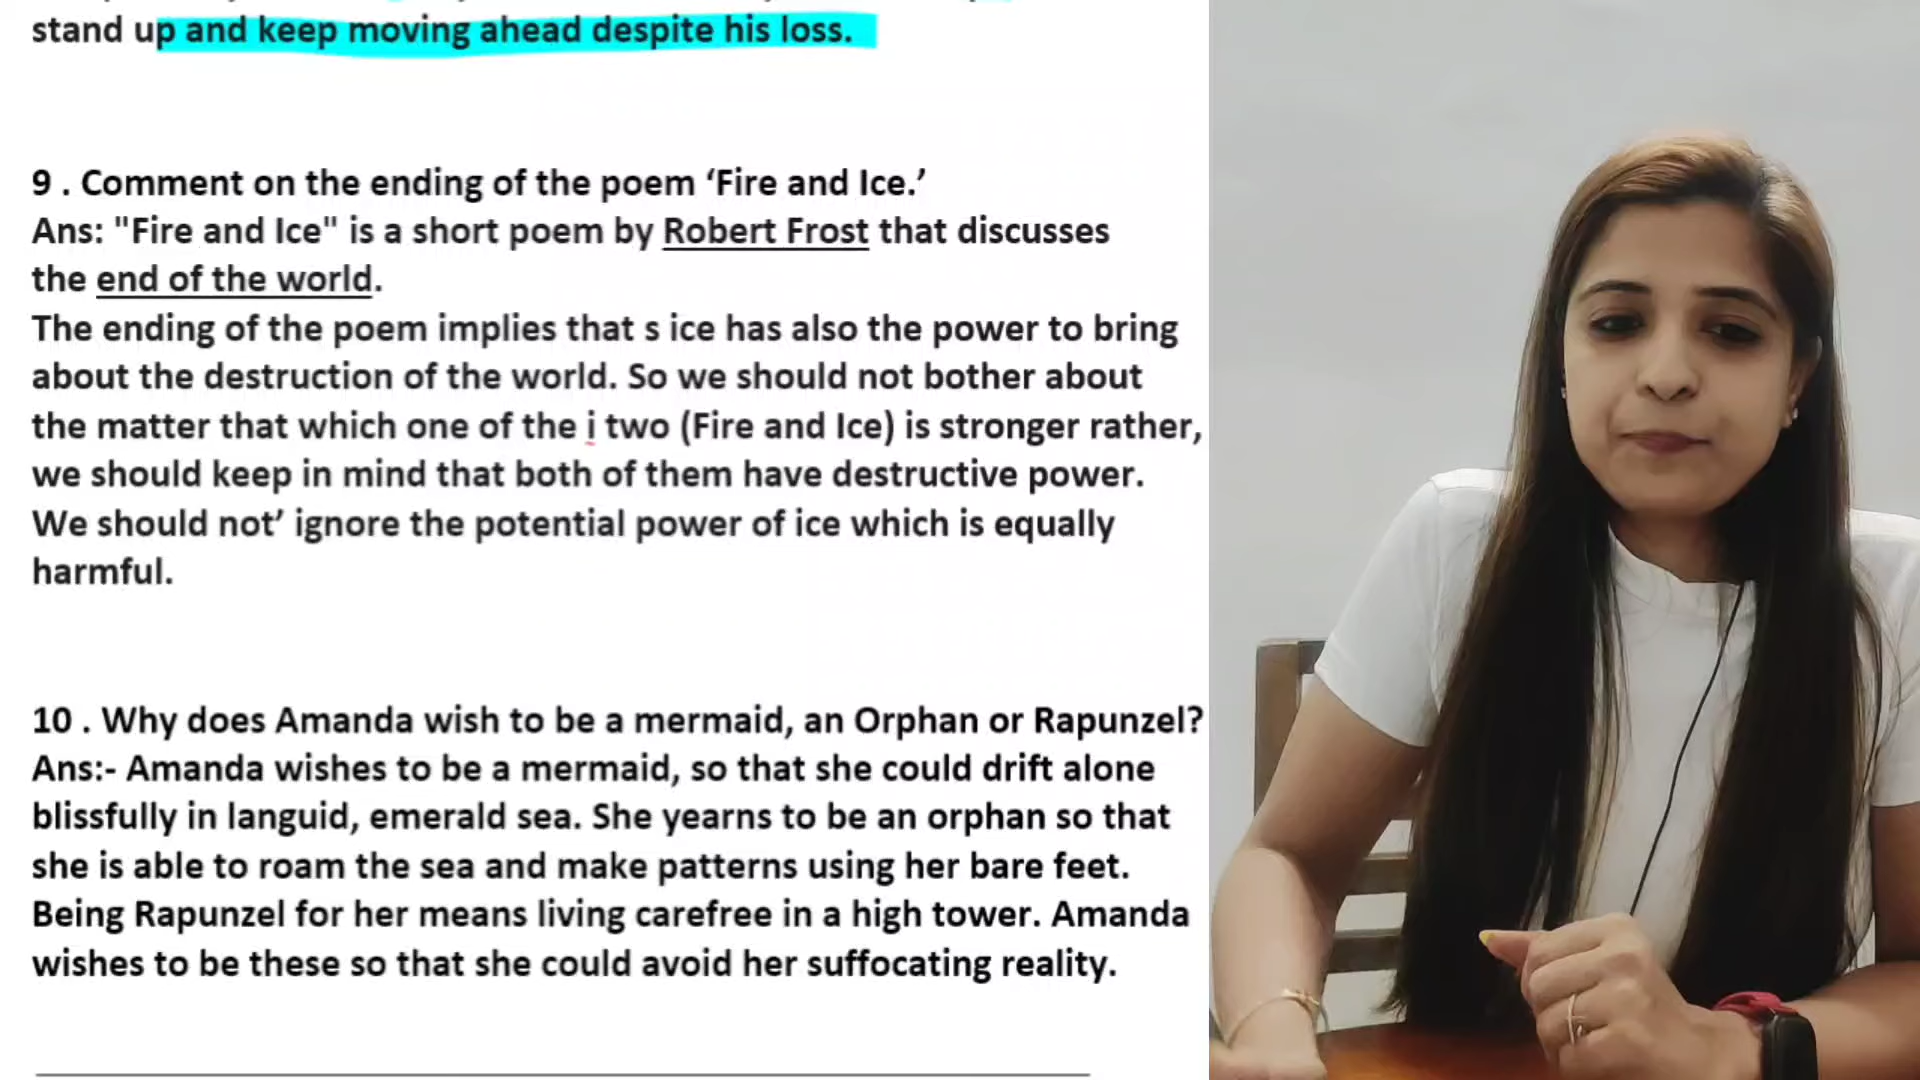 stand up and keep moving ahead despite his loss.
9 . Comment on the ending of the poem ‘Fire and Ice.’
Ans: "Fire and Ice" is a short poem by Robert Frost that discusses
the end of the world.
The ending of the poem implies that s ice has also the power to bring
about the destruction of the world. So we should not bother about
the matter that which one of the i two (Fire and Ice) is stronger rather,
we should keep in mind that both of them have destructive power.
We should not’ ignore the potential power of ice which is equally
harmful.
10 . Why does Amanda wish to be a mermaid, an Orphan or Rapunzel?
Ans:- Amanda wishes to be a mermaid, so that she could drift alone
blissfully in languid, emerald sea. She yearns to be an orphan so that
she is able to roam the sea and make patterns using her bare feet.
Being Rapunzel for her means living carefree in a high tower. Amanda
wishes to be these so that she could avoid her suffocating reality.